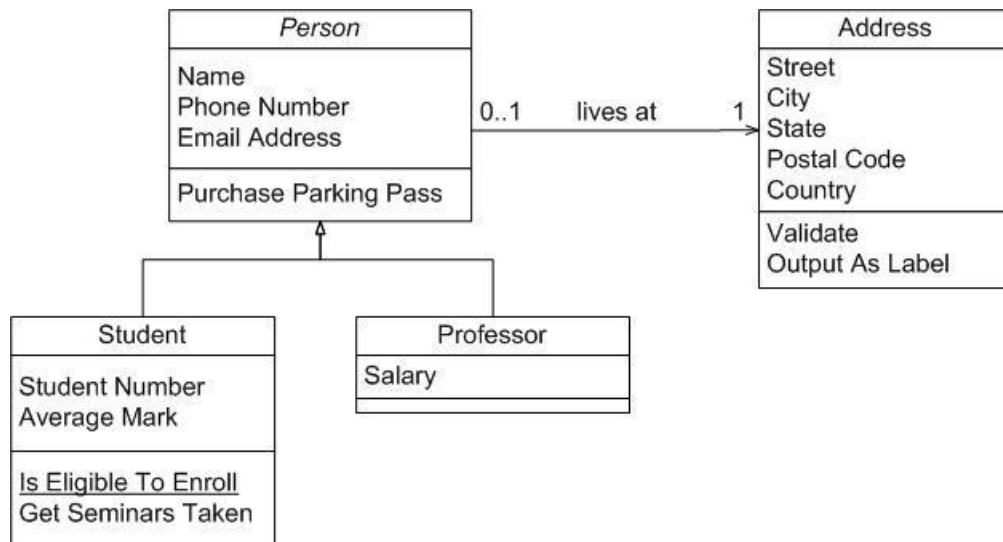 Person
Name
Phone Number
Email Address
Purchase Parking Pass
0..1 lives at 1
Address
Street
City
State
Postal Code
Country
Validate
Output As Label
Student
Student Number
Average Mark
Is Eligible To Enroll
Get Seminars Taken
Professor
Salary